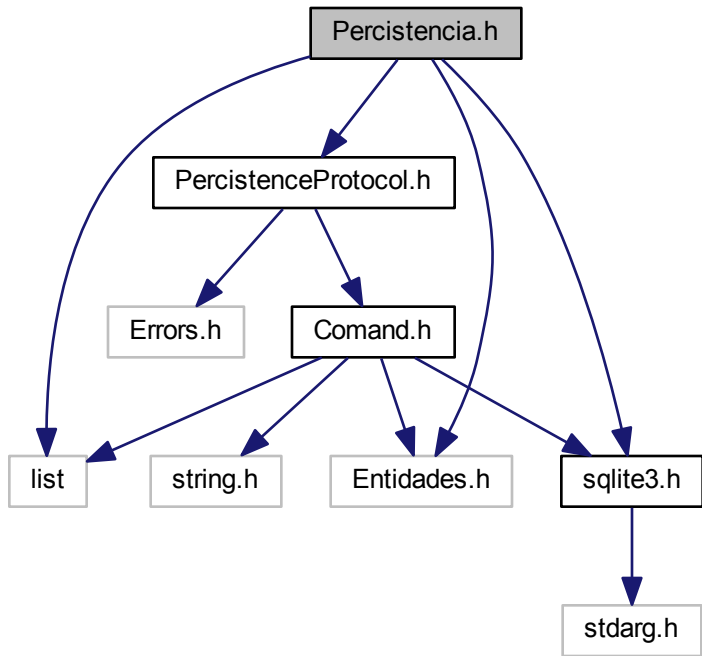 Percistencia.h
PercistenceProtocol.h
Errors.h
Comand.h
list
string.h
Entidades.h
sqlite3.h
stdarg.h